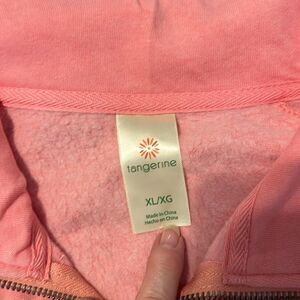 tangerine
XL/XG
Made in China
Hecho en China